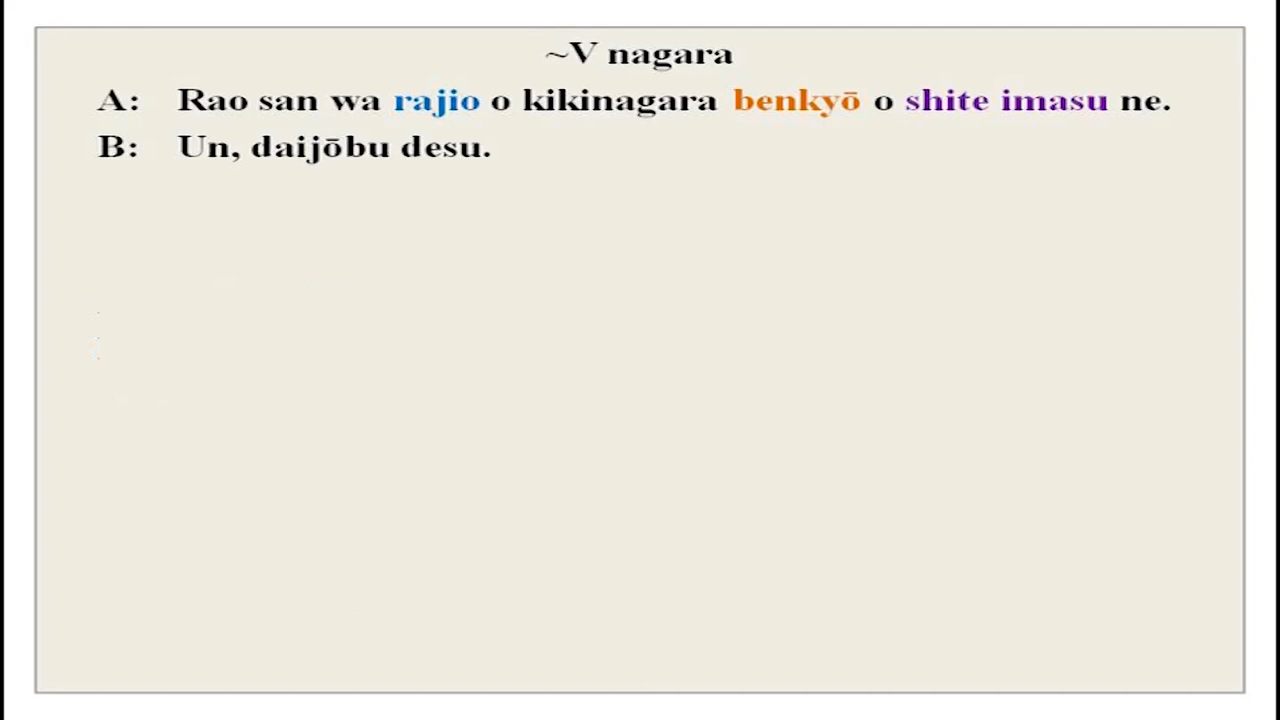 ~V nagara
A: Rao san wa rajio o kikinagara benkyō o shite imasu ne.
B: Un, daijōbu desu.